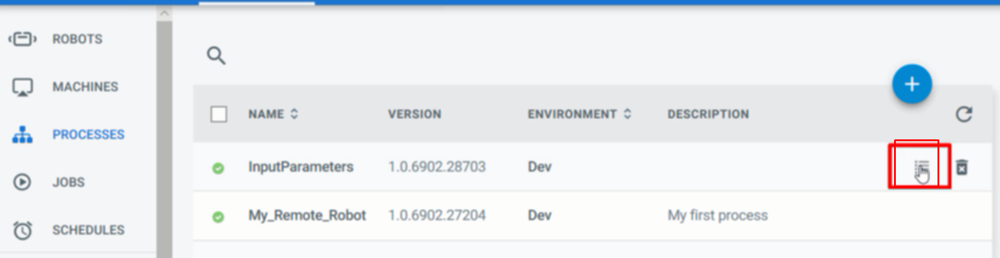 ROBOTS
MACHINES
PROCESSES
JOBS
SCHEDULES
NAME VERSION ENVIRONMENT DESCRIPTION
InputParameters 1.0.6902.28703 Dev
My_Remote_Robot 1.0.6902.27204 Dev My first process